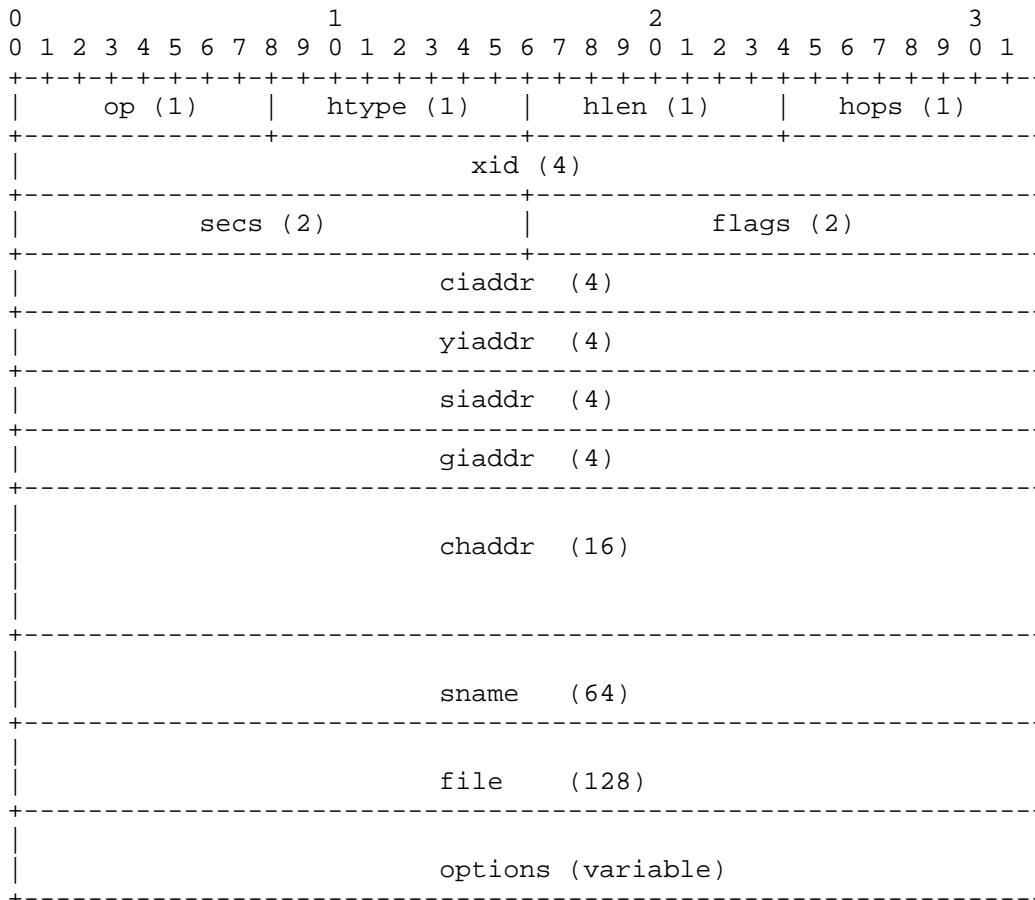 0                   1                   2                   3
0 1 2 3 4 5 6 7 8 9 0 1 2 3 4 5 6 7 8 9 0 1 2 3 4 5 6 7 8 9 0 1
+-+-+-+-+-+-+-+-+-+-+-+-+-+-+-+-+-+-+-+-+-+-+-+-+-+-+-+-+-+-+-+-
|     op (1)    |   htype (1)   |   hlen (1)    |   hops (1)
+---------------+---------------+---------------+----------------
|                            xid (4)
+-------------------------------+--------------------------------
|           secs (2)            |           flags (2)
+-------------------------------+--------------------------------
|                          ciaddr  (4)
+----------------------------------------------------------------
|                          yiaddr  (4)
+----------------------------------------------------------------
|                          siaddr  (4)
+----------------------------------------------------------------
|                          giaddr  (4)
+----------------------------------------------------------------
|
|                          chaddr  (16)
|
|
+----------------------------------------------------------------
|
|                          sname   (64)
+----------------------------------------------------------------
|
|                          file    (128)
+----------------------------------------------------------------
|
|                          options (variable)
+----------------------------------------------------------------